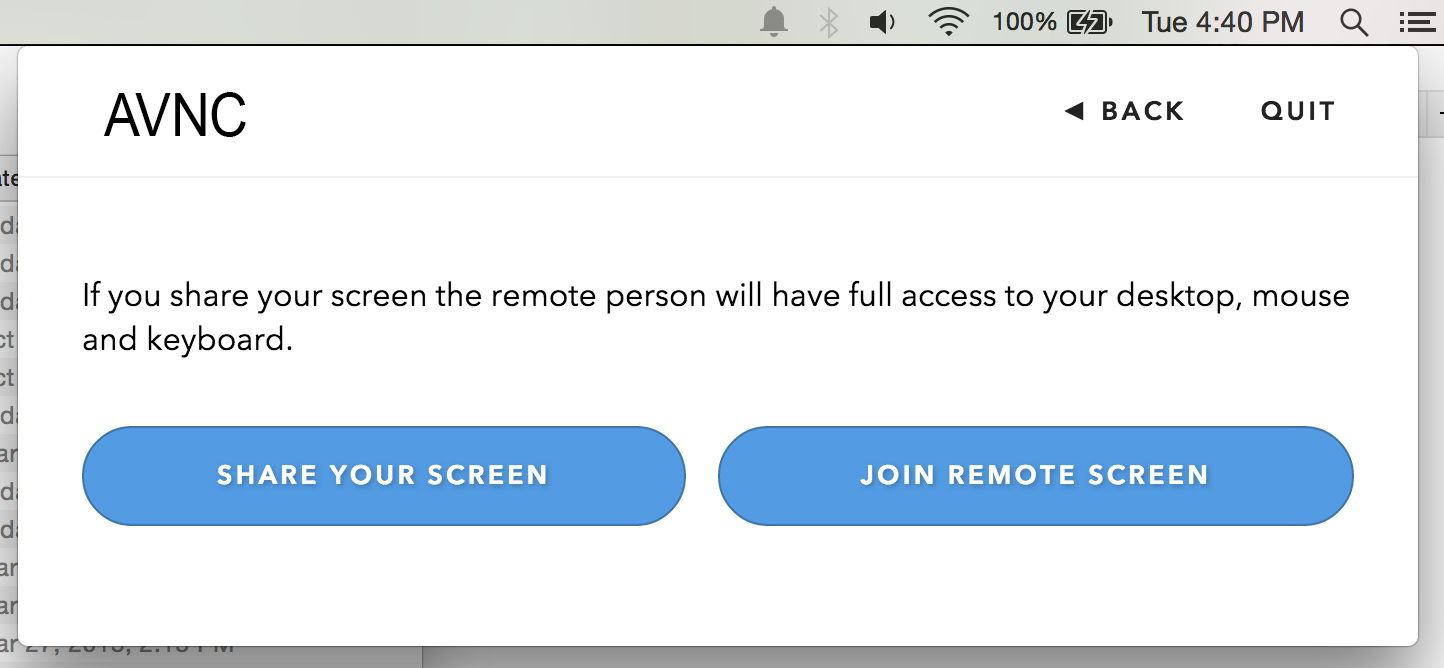 100% Tue 4:40 PM
AVNC
◀ BACK QUIT
If you share your screen the remote person will have full access to your desktop, mouse
and keyboard.
SHARE YOUR SCREEN JOIN REMOTE SCREEN